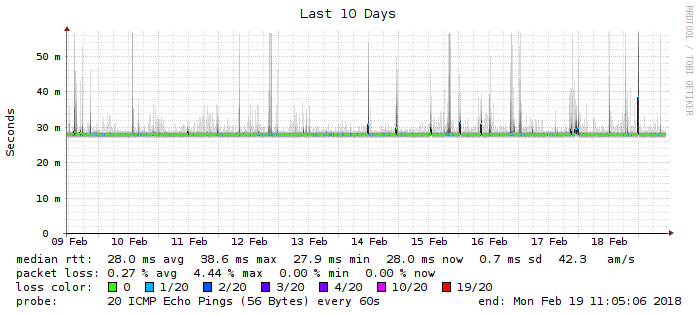 Last 10 Days
RRDTOOL / TOBI OETIKER
Seconds
50 m
40 m
30 m
20 m
10 m
0
09 Feb 10 Feb 11 Feb 12 Feb 13 Feb 14 Feb 15 Feb 16 Feb 17 Feb 18 Feb
median rtt: 28.0 ms avg 38.6 ms max 27.9 ms min 28.0 ms now 0.7 ms sd 42.3 am/s
packet loss: 0.27 % avg 4.44 % max 0.00 % min 0.00 % now
loss color: 0 1/20 2/20 3/20 4/20 10/20 19/20
probe: 20 ICMP Echo Pings (56 Bytes) every 60s end: Mon Feb 19 11:05:06 2018